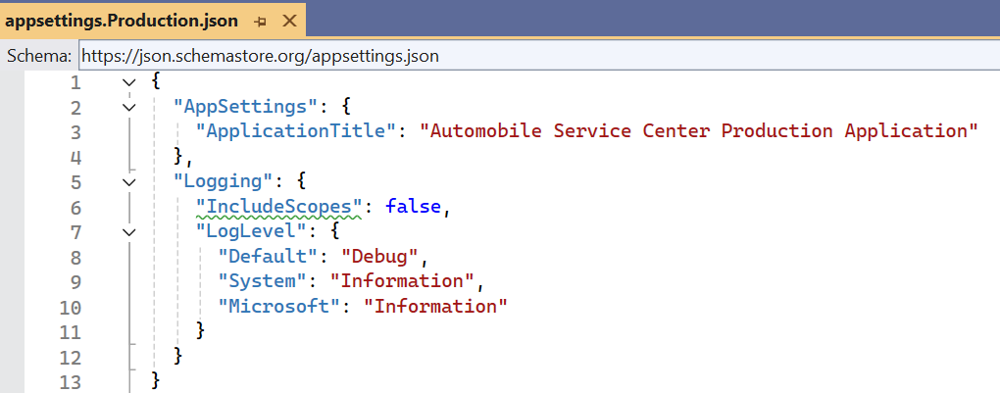 appsettings.Production.json
Schema: https://json.schemastore.org/appsettings.json
1 {
2 "AppSettings": {
3 "ApplicationTitle": "Automobile Service Center Production Application"
4 },
5 "Logging": {
6 "IncludeScopes": false,
7 "LogLevel": {
8 "Default": "Debug",
9 "System": "Information",
10 "Microsoft": "Information"
11 }
12 }
13 }